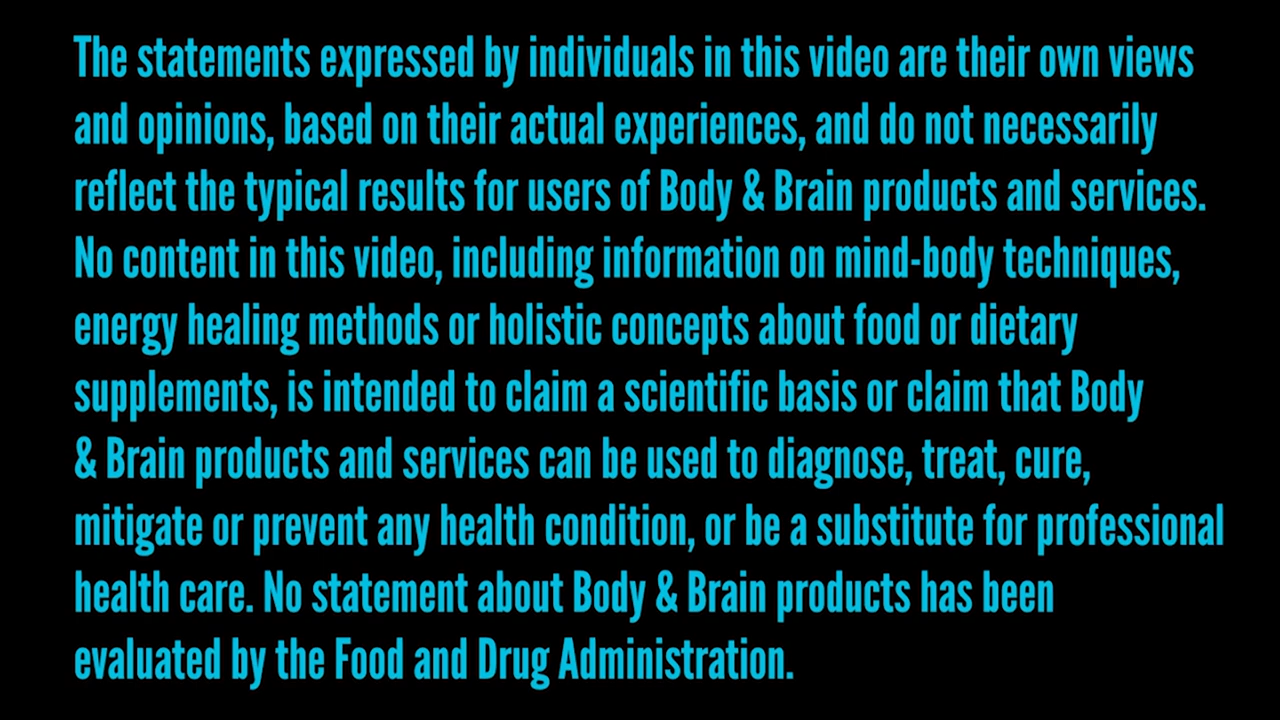 The statements expressed by individuals in this video are their own views
and opinions, based on their actual experiences, and do not necessarily
reflect the typical results for users of Body & Brain products and services.
No content in this video, including information on mind-body techniques,
energy healing methods or holistic concepts about food or dietary
supplements, is intended to claim a scientific basis or claim that Body
& Brain products and services can be used to diagnose, treat, cure,
mitigate or prevent any health condition, or be a substitute for professional
health care. No statement about Body & Brain products has been
evaluated by the Food and Drug Administration.